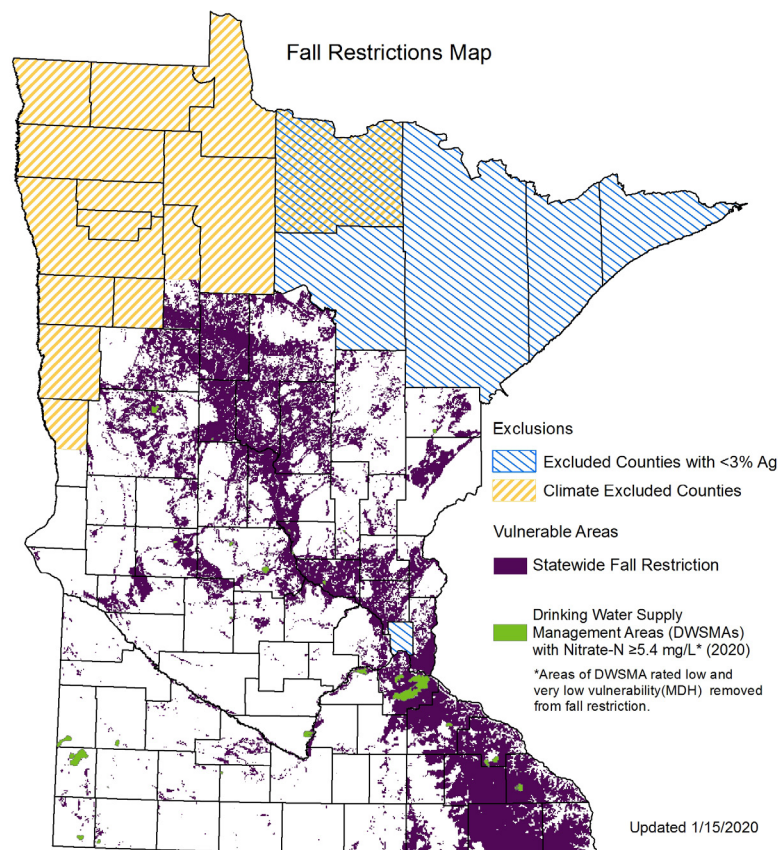 Fall Restrictions Map
Exclusions
Excluded Counties with <3% Ag
Climate Excluded Counties
Vulnerable Areas
Statewide Fall Restriction
Drinking Water Supply
Management Areas (DWSMAs)
with Nitrate-N ≥5.4 mg/L* (2020)
*Areas of DWSMA rated low and
very low vulnerability(MDH) removed
from fall restriction.
Updated 1/15/2020